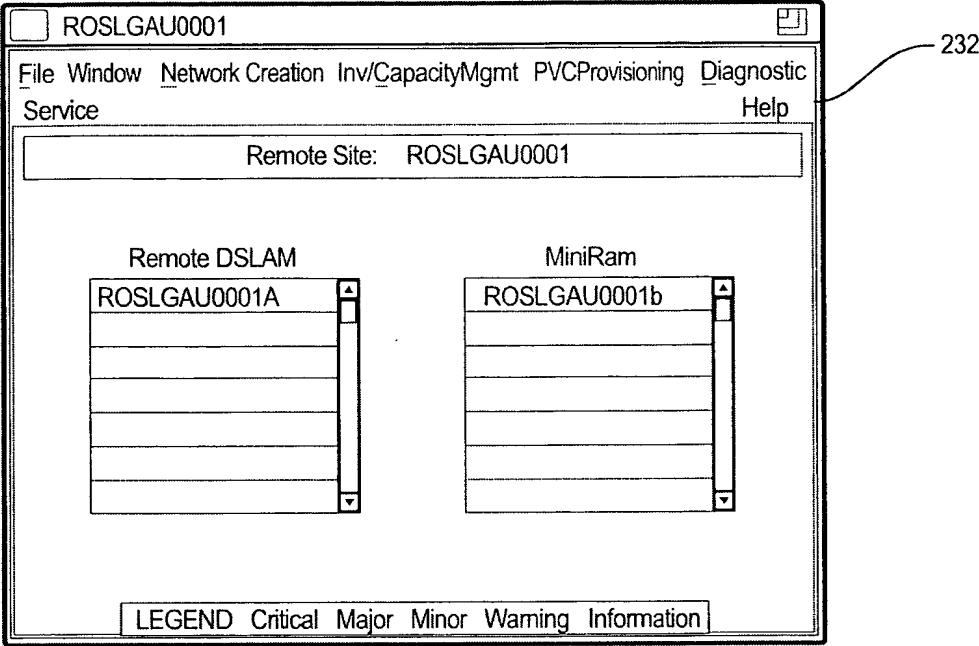 ROSLGAU0001
232
File Window Network Creation Inv/CapacityMgmt PVCProvisioning Diagnostic
Service Help
Remote Site: ROSLGAU0001
Remote DSLAM MiniRam
ROSLGAU0001A ROSLGAU0001b
LEGEND Critical Major Minor Warning Information